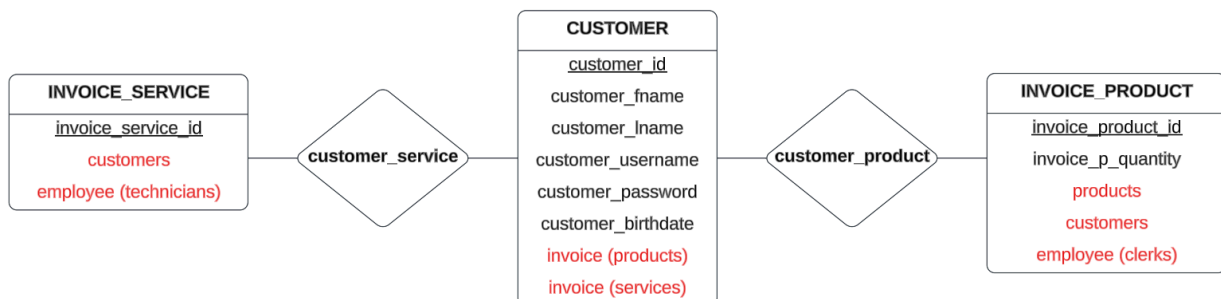 INVOICE_SERVICE
invoice_service_id
customers
employee (technicians)
customer_service
CUSTOMER
customer_id
customer_fname
customer_lname
customer_username
customer_password
customer_birthdate
invoice (products)
invoice (services)
customer_product
INVOICE_PRODUCT
invoice_product_id
invoice_p_quantity
products
customers
employee (clerks)